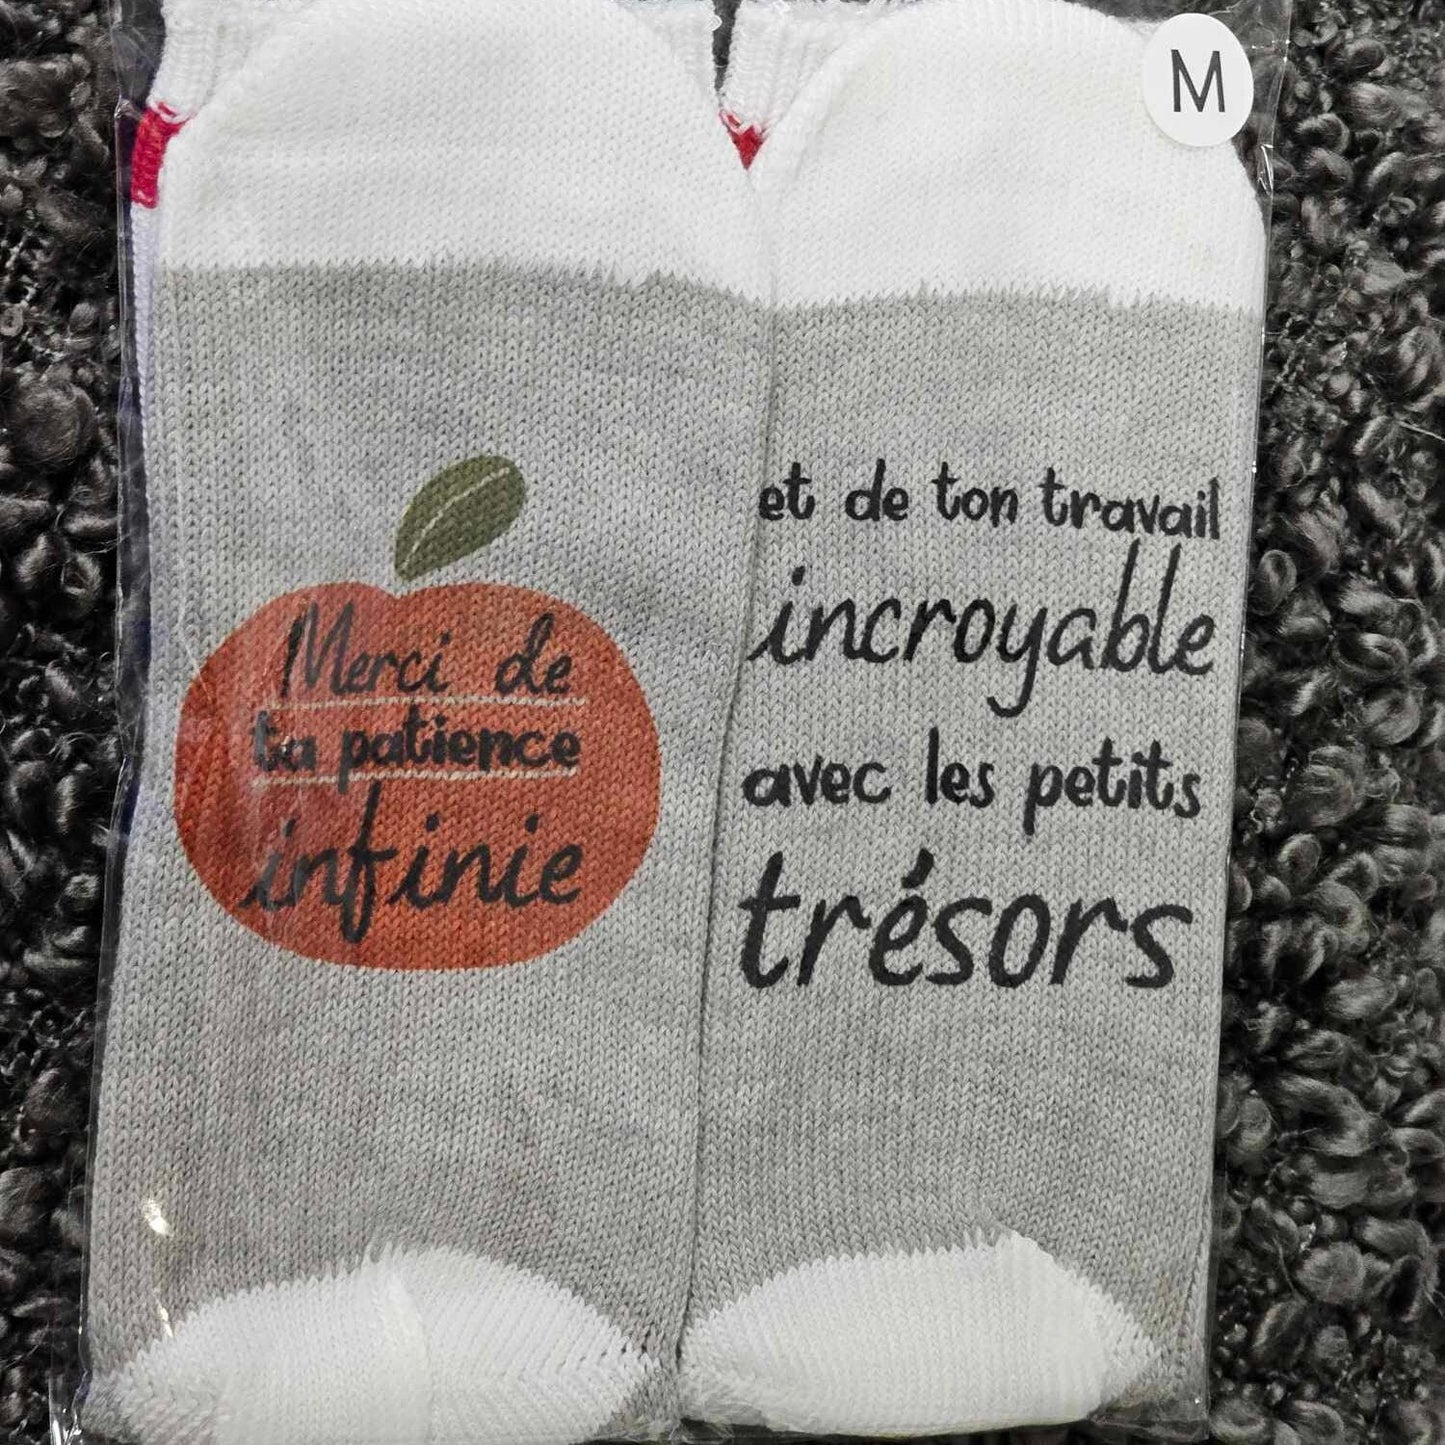 M
Merci de
ta patience
infinie
et de ton travail
incroyable
avec les petits
trésors